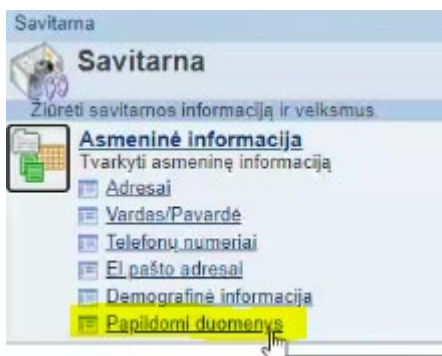 Savitarna
Savitarna
Žiūrėti savitarnos informaciją ir veiksmus.
Asmeninė informacija
Tvarkyti asmeninę informaciją
Adresai
Vardas/Pavardė
Telefonų numeriai
El.pašto adresai
Demografinė informacija
Papildomi duomenys